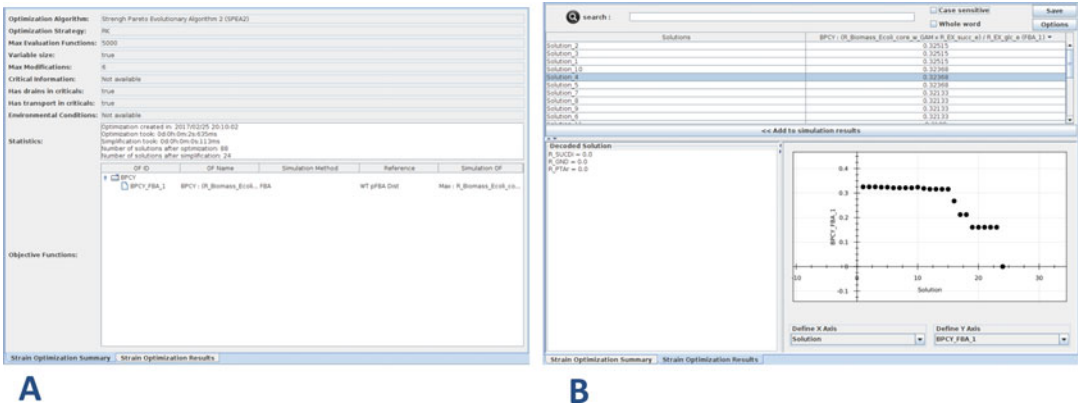 Optimization Algorithm: Strengh Pareto Evolutionary Algorithm 2 (SPEA2)
Optimization Strategy: RK
Max Evaluation Functions: 5000
Variable size: true
Max Modifications: 6
Critical Information: Not available
Has drains in criticals: true
Has transport in criticals: true
Environmental Conditions: Not available
Statistics:
Optimization created in: 2017/02/25 20:10:02
Optimization took: 0d:0h:0m:2s:635ms
Simplification took: 0d:0h:0m:0s:113ms
Number of solutions after optimization: 88
Number of solutions after simplification: 24
Objective Functions:
OF ID OF Name Simulation Method Reference Simulation OF
BPCY
BPCY_FBA_1 BPCY : (R_Biomass_Ecoli... FBA WT pFBA Dist Max : R_Biomass_Ecoli_co...
Strain Optimization Summary Strain Optimization Results
A
search :
Case sensitive
Whole word
Save
Options
Solutions BPCY : (R_Biomass_Ecoli_core_w_GAM x R_EX_succ_e) / R_EX_glc_e (FBA_1)
Solution_2 0.32515
Solution_3 0.32515
Solution_1 0.32515
Solution_10 0.32368
Solution_4 0.32368
Solution_5 0.32368
Solution_7 0.32133
Solution_8 0.32133
Solution_9 0.32133
Solution_6 0.32133
<< Add to simulation results
Decoded Solution
R_SUCDi = 0.0
R_GND = 0.0
R_PTAr = 0.0
0.4
0.3
0.2
0.1
0
-0.1
-10 0 10 20 30
BPCY_FBA_1
Solution
Define X Axis Define Y Axis
Solution BPCY_FBA_1
Strain Optimization Summary Strain Optimization Results
B